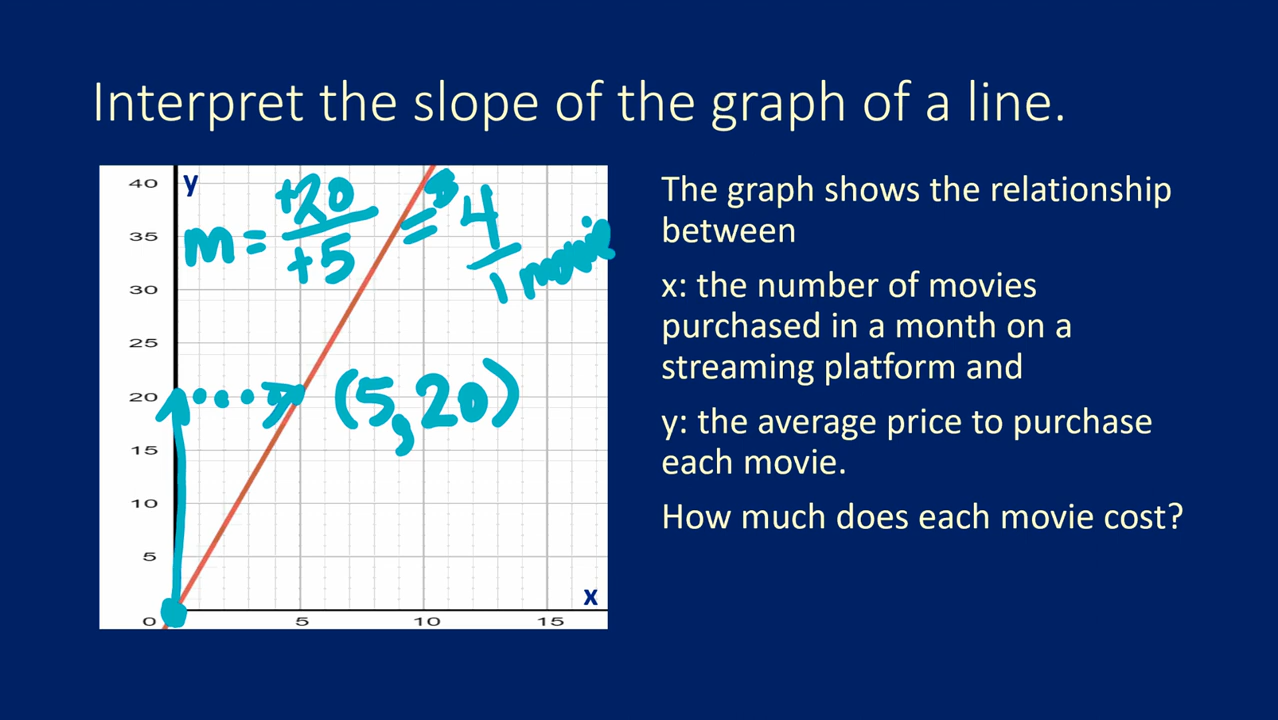 Interpret the slope of the graph of a line.
y
40
35
30
25
20
15
10
5
0
5
10
15
x
m = +20/+5 = $4/1 movie
(5,20)
The graph shows the relationship
between
x: the number of movies
purchased in a month on a
streaming platform and
y: the average price to purchase
each movie.
How much does each movie cost?